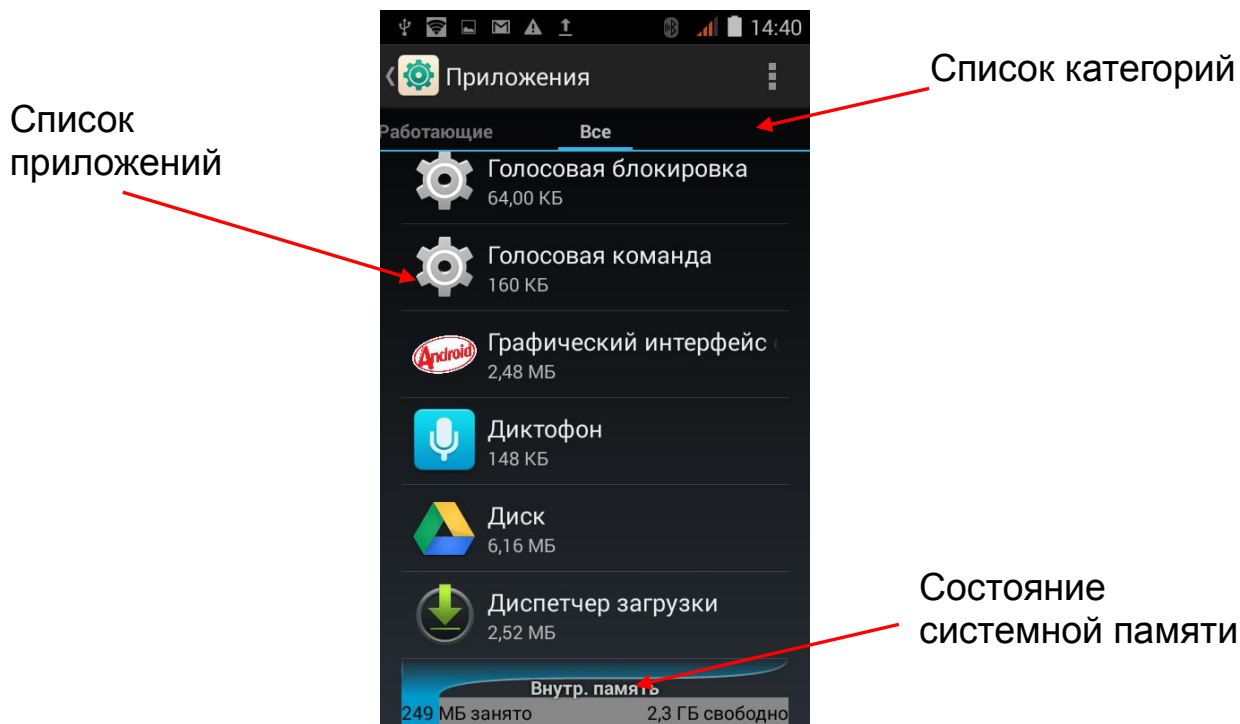 14:40
Приложения
Список категорий
Список
приложений
Работающие
Все
Голосовая блокировка
64,00 КБ
Голосовая команда
160 КБ
Android
Графический интерфейс
2,48 МБ
Диктофон
148 КБ
Диск
6,16 МБ
Состояние
системной памяти
Диспетчер загрузки
2,52 МБ
Внутр. память
249 МБ занято
2,3 ГБ свободно